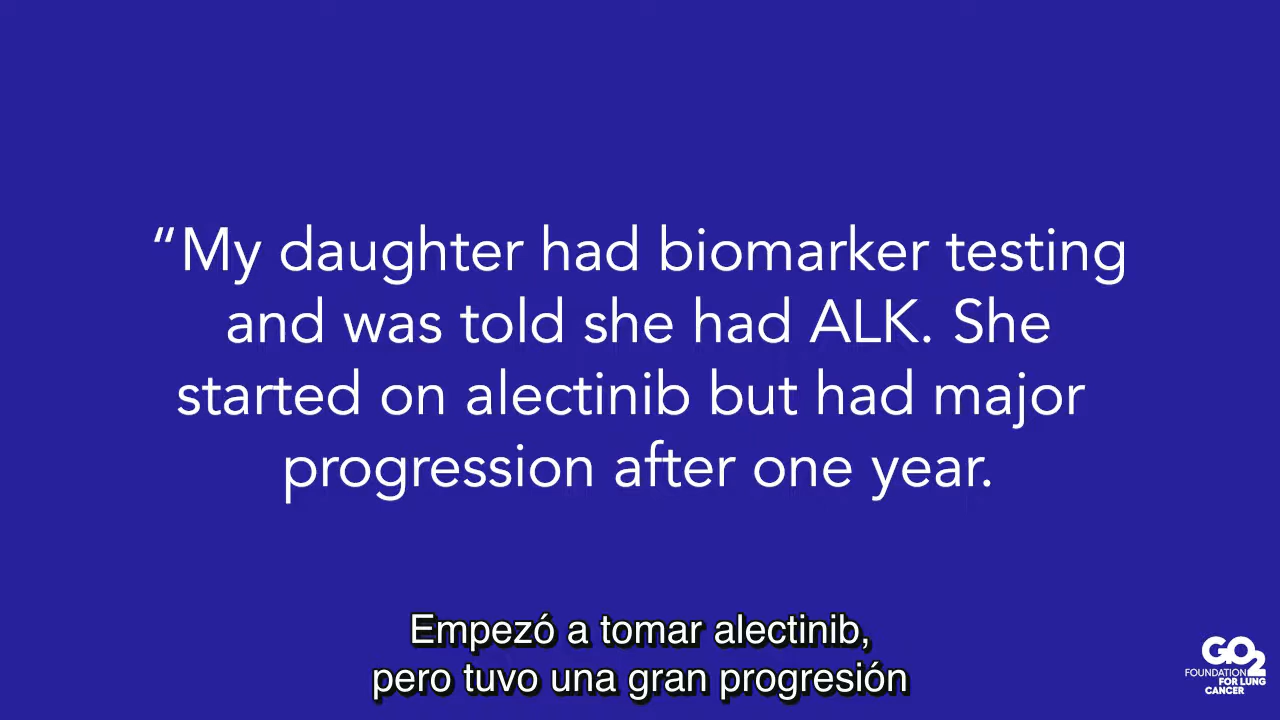 “My daughter had biomarker testing
and was told she had ALK. She
started on alectinib but had major
progression after one year.
Empezó a tomar alectinib,
pero tuvo una gran progresión
GO2
FOUNDATION
FOR LUNG
CANCER